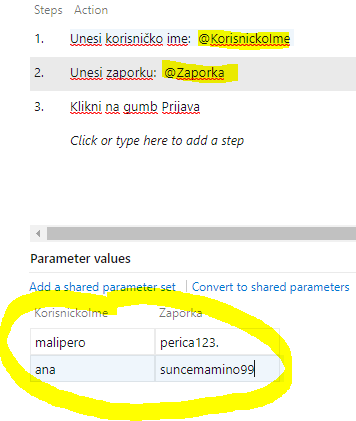 Steps Action
1. Unesi korisničko ime: @KorisnickoIme
2. Unesi zaporku: @Zaporka
3. Klikni na gumb Prijava
Click or type here to add a step
Parameter values
Add a shared parameter set | Convert to shared parameters
KorisnickoIme Zaporka
malipero perica123.
ana suncemamino99